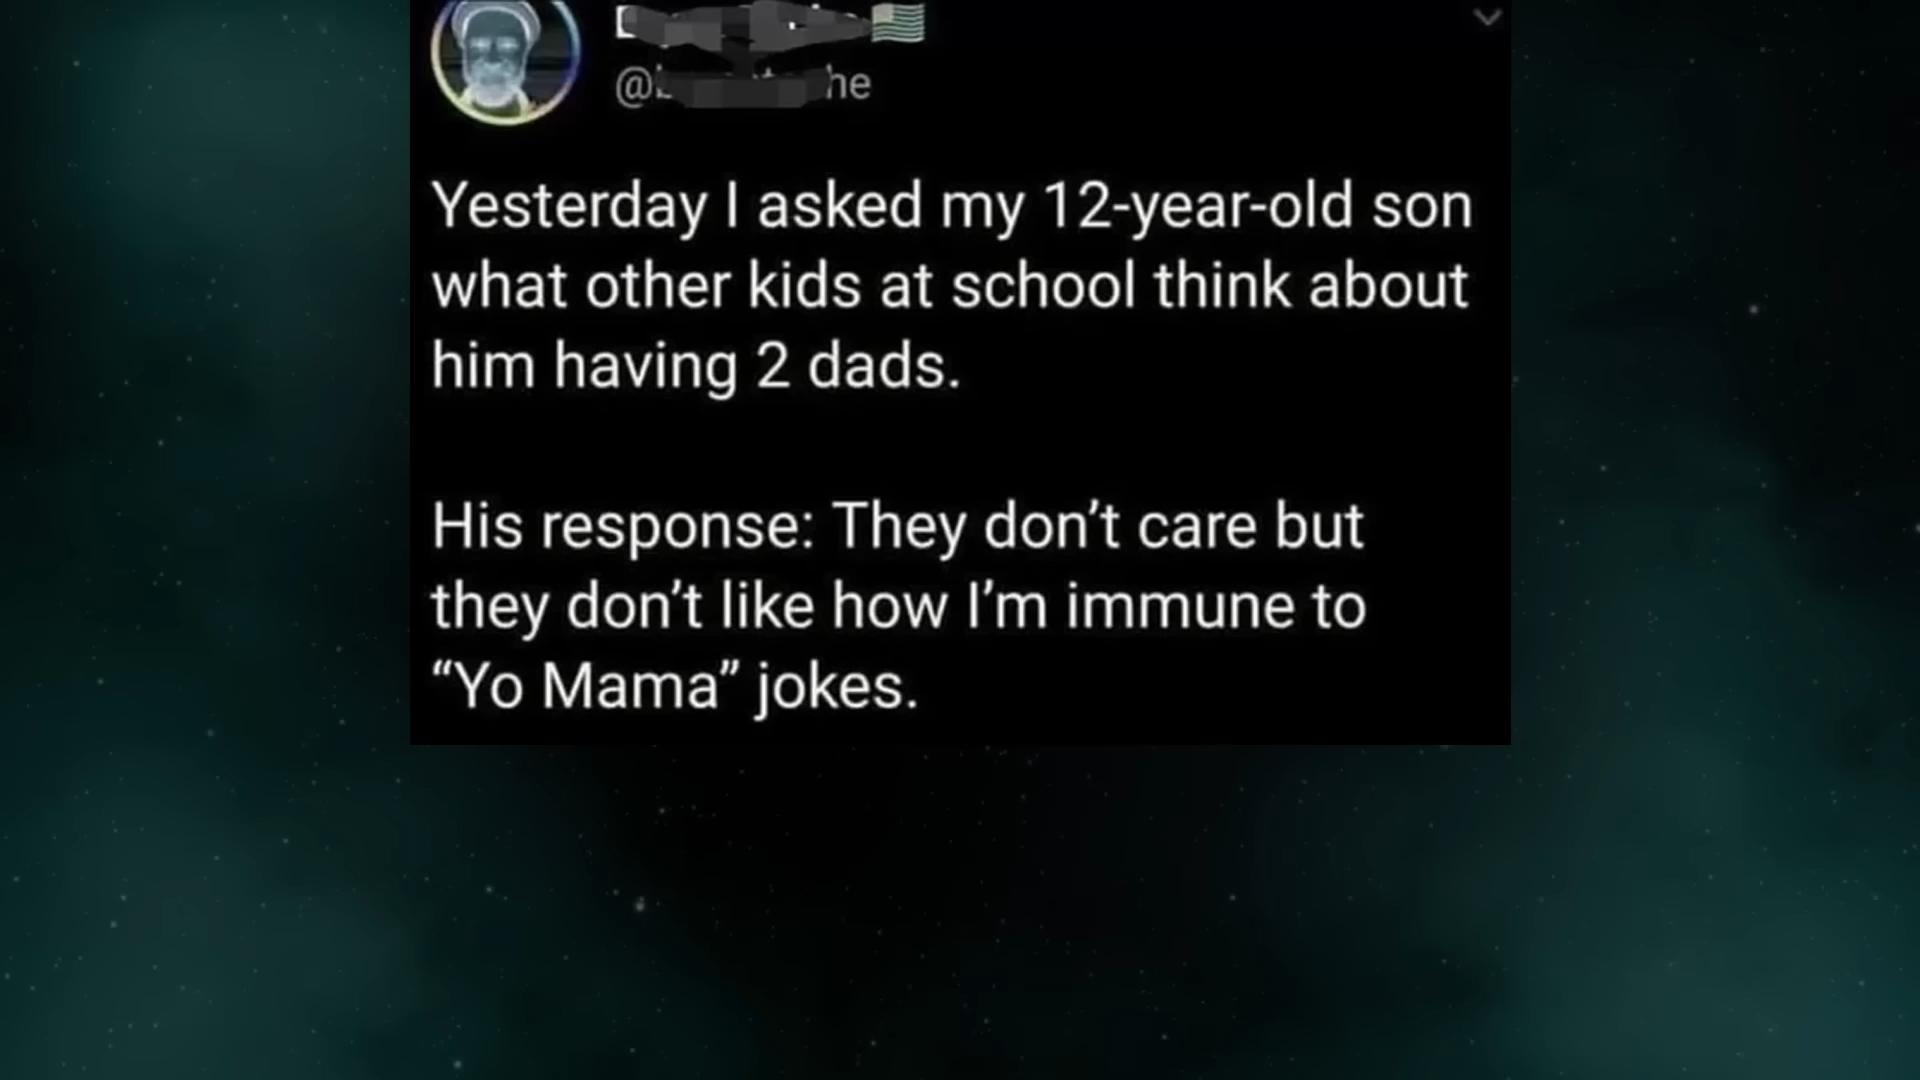 Yesterday I asked my 12-year-old son
what other kids at school think about
him having 2 dads.
His response: They don’t care but
they don’t like how I’m immune to
“Yo Mama” jokes.